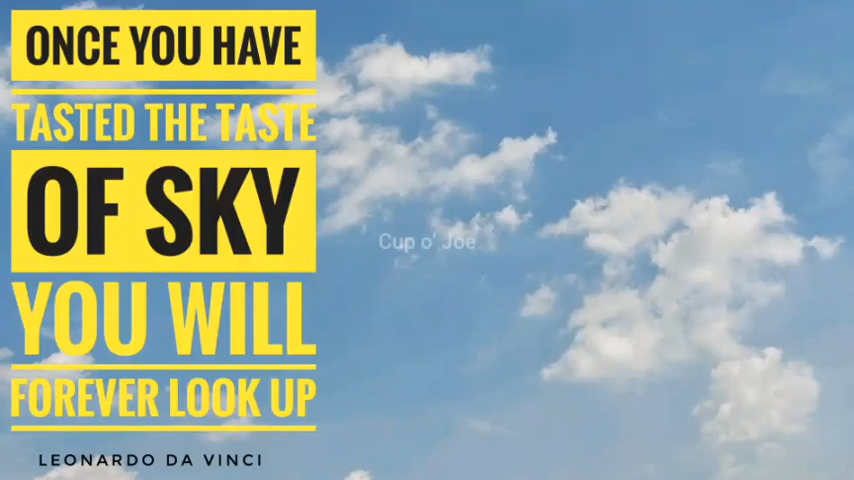 ONCE YOU HAVE
TASTED THE TASTE
OF SKY
YOU WILL
FOREVER LOOK UP
LEONARDO DA VINCI
Cup o' Joe